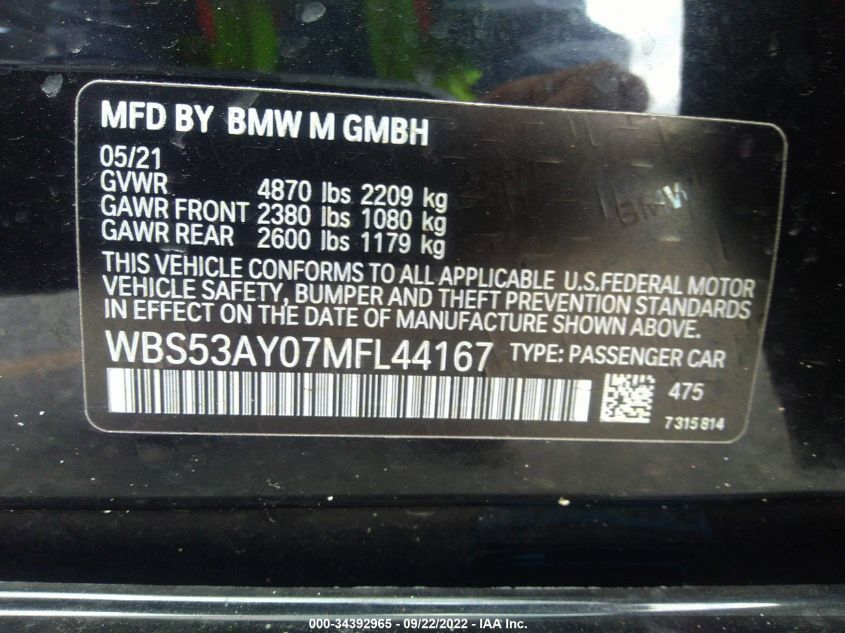 MFD BY BMW M GMBH
05/21
GVWR 4870 lbs 2209 kg
GAWR FRONT 2380 lbs 1080 kg
GAWR REAR 2600 lbs 1179 kg
THIS VEHICLE CONFORMS TO ALL APPLICABLE U.S.FEDERAL MOTOR
VEHICLE SAFETY, BUMPER AND THEFT PREVENTION STANDARDS
IN EFFECT ON THE DATE OF MANUFACTURE SHOWN ABOVE.
WBS53AY07MFL44167 TYPE: PASSENGER CAR
475
7315814
BMW
000-34392965 - 09/22/2022 - IAA Inc.